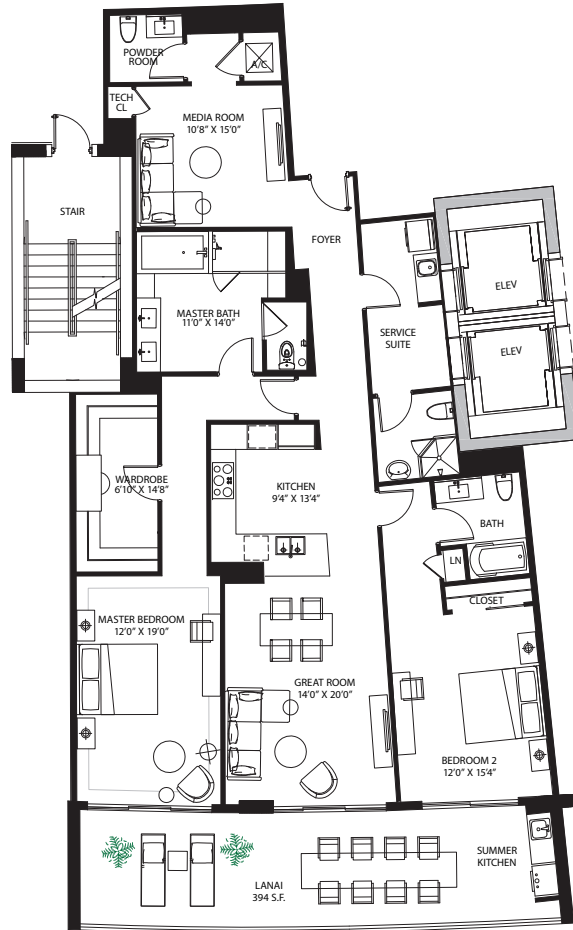 POWDER
ROOM
A/C
TECH
CL
MEDIA ROOM
10'8" X 15'0"
STAIR
FOYER
ELEV
MASTER BATH
11'0" X 14'0"
SERVICE
SUITE
ELEV
WARDROBE
6'10" X 14'8"
KITCHEN
9'4" X 13'4"
BATH
LN
CLOSET
MASTER BEDROOM
12'0" X 19'0"
GREAT ROOM
14'0" X 20'0"
BEDROOM 2
12'0" X 15'4"
SUMMER
KITCHEN
LANAI
394 S.F.